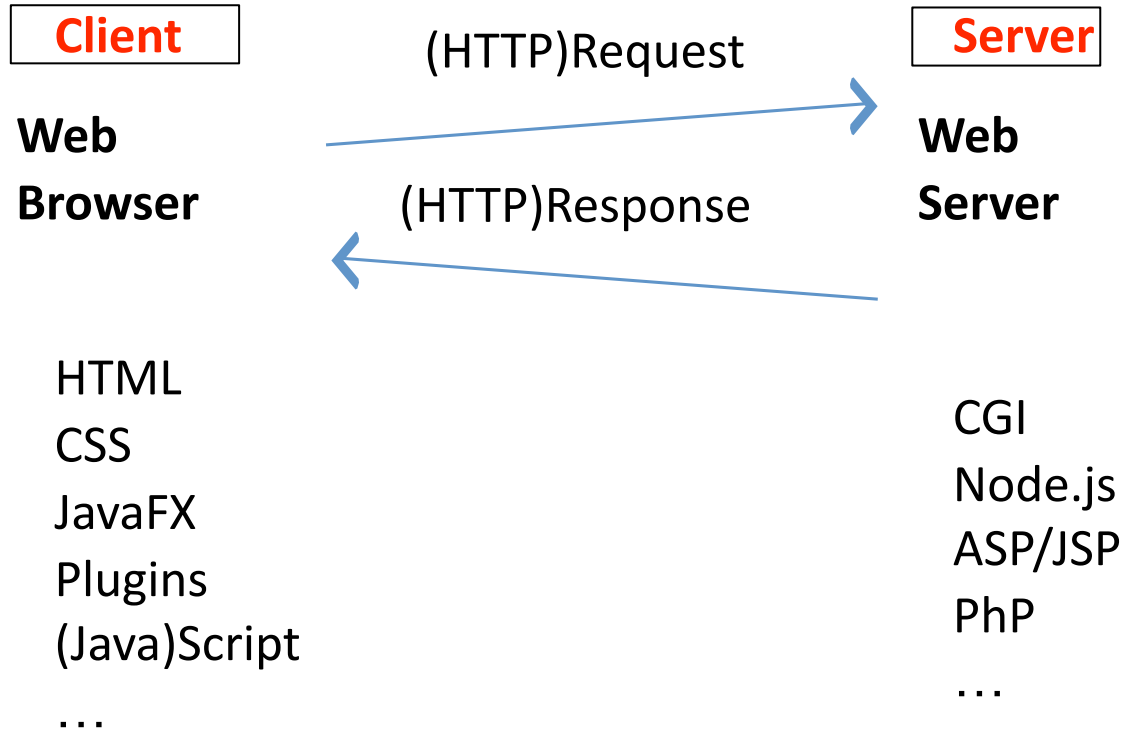 Client
(HTTP)Request
Server
Web
Browser
(HTTP)Response
Web
Server
HTML
CSS
JavaFX
Plugins
(Java)Script
...
CGI
Node.js
ASP/JSP
PhP
...